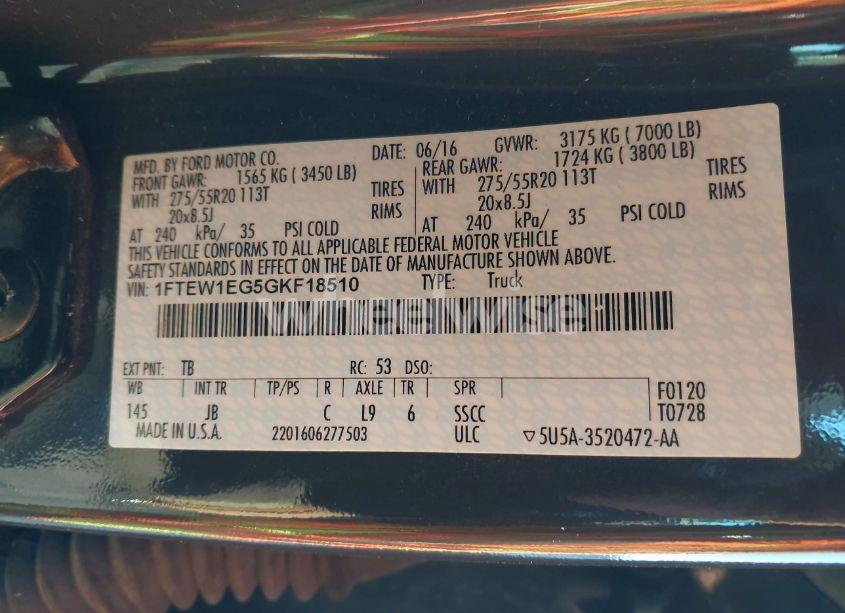 MFD. BY FORD MOTOR CO. DATE: 06/16 GVWR: 3175 KG ( 7000 LB)
FRONT GAWR: 1565 KG ( 3450 LB) REAR GAWR: 1724 KG ( 3800 LB)
WITH 275/55R20 113T TIRES WITH 275/55R20 113T TIRES
20x8.5J RIMS 20x8.5J RIMS
AT 240 kPa/ 35 PSI COLD AT 240 kPa/ 35 PSI COLD
THIS VEHICLE CONFORMS TO ALL APPLICABLE FEDERAL MOTOR VEHICLE
SAFETY STANDARDS IN EFFECT ON THE DATE OF MANUFACTURE SHOWN ABOVE.
VIN: 1FTEW1EG5GKF18510 TYPE: Truck
WheelWise
EXT PNT: TB RC: 53 DSO:
WB INT TR TP/PS R AXLE TR SPR F0120
145 JB C L9 6 SSCC T0728
MADE IN U.S.A. 2201606277503 ULC ▽5U5A-3520472-AA